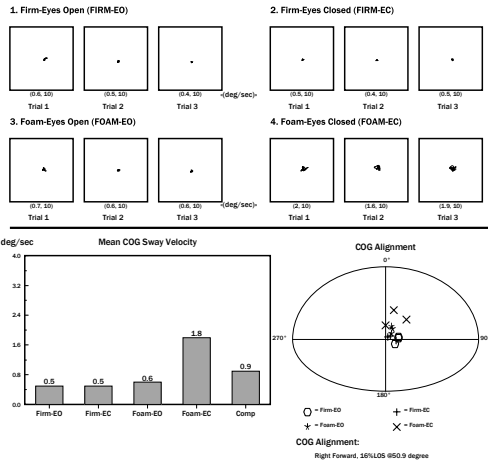 1. Firm-Eyes Open (FIRM-EO)
2. Firm-Eyes Closed (FIRM-EC)
(0.6, 10) (0.5, 10) (0.4, 10) <(deg/sec)> (0.5, 10) (0.4, 10) (0.5, 10)
Trial 1 Trial 2 Trial 3 Trial 1 Trial 2 Trial 3
3. Foam-Eyes Open (FOAM-EO)
4. Foam-Eyes Closed (FOAM-EC)
(0.7, 10) (0.6, 10) (0.6, 10) <(deg/sec)> (2, 10) (1.6, 10) (1.9, 10)
Trial 1 Trial 2 Trial 3 Trial 1 Trial 2 Trial 3
deg/sec
Mean COG Sway Velocity
4.0
3.2
2.4
1.6
0.8
0.0
0.5 0.5 0.6 1.8 0.9
Firm-EO Firm-EC Foam-EO Foam-EC Comp
COG Alignment
0°
270° 90
180°
= Firm-EO = Firm-EC
= Foam-EO = Foam-EC
COG Alignment:
Right Forward, 16%LOS @50.9 degree